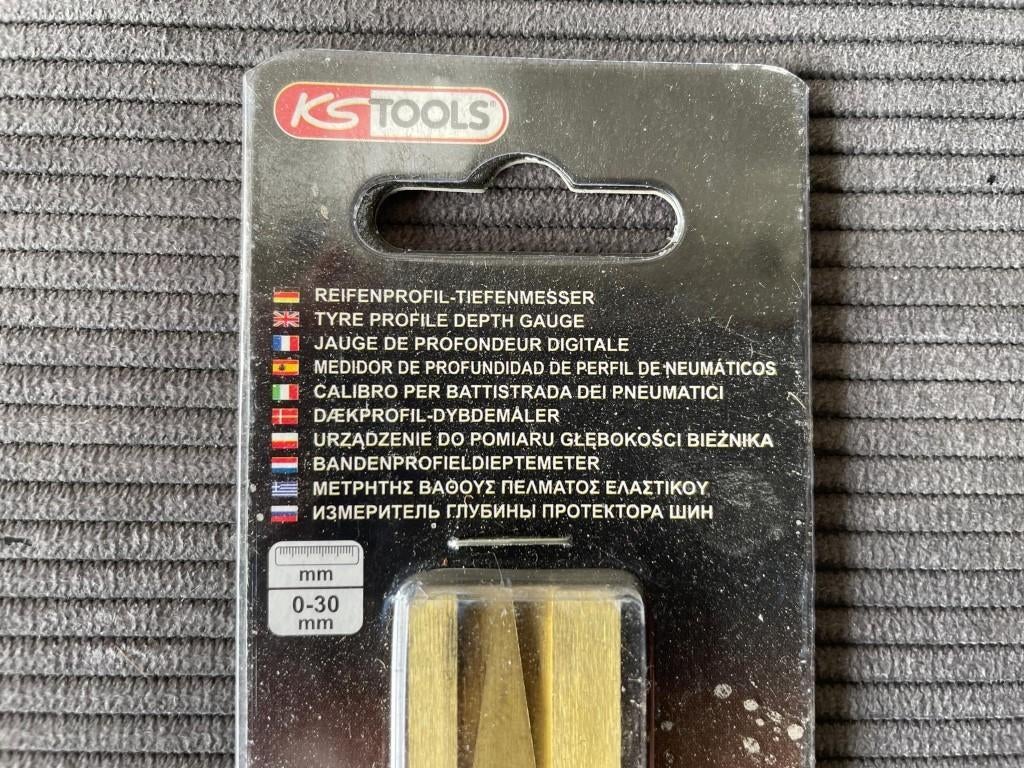 KS TOOLS®
REIFENPROFIL-TIEFENMESSER
TYRE PROFILE DEPTH GAUGE
JAUGE DE PROFONDEUR DIGITALE
MEDIDOR DE PROFUNDIDAD DE PERFIL DE NEUMÁTICOS
CALIBRO PER BATTISTRADA DEI PNEUMATICI
DÆKPROFIL-DYBDEMÅLER
URZĄDZENIE DO POMIARU GŁĘBOKOŚCI BIEŻNIKA
BANDENPROFIELDIEPTEMETER
ΜΕΤΡΗΤΗΣ ΒΑΘΟΥΣ ΠΕΛΜΑΤΟΣ ΕΛΑΣΤΙΚΟΥ
ИЗМЕРИТЕЛЬ ГЛУБИНЫ ПРОТЕКТОРА ШИН
mm
0-30
mm